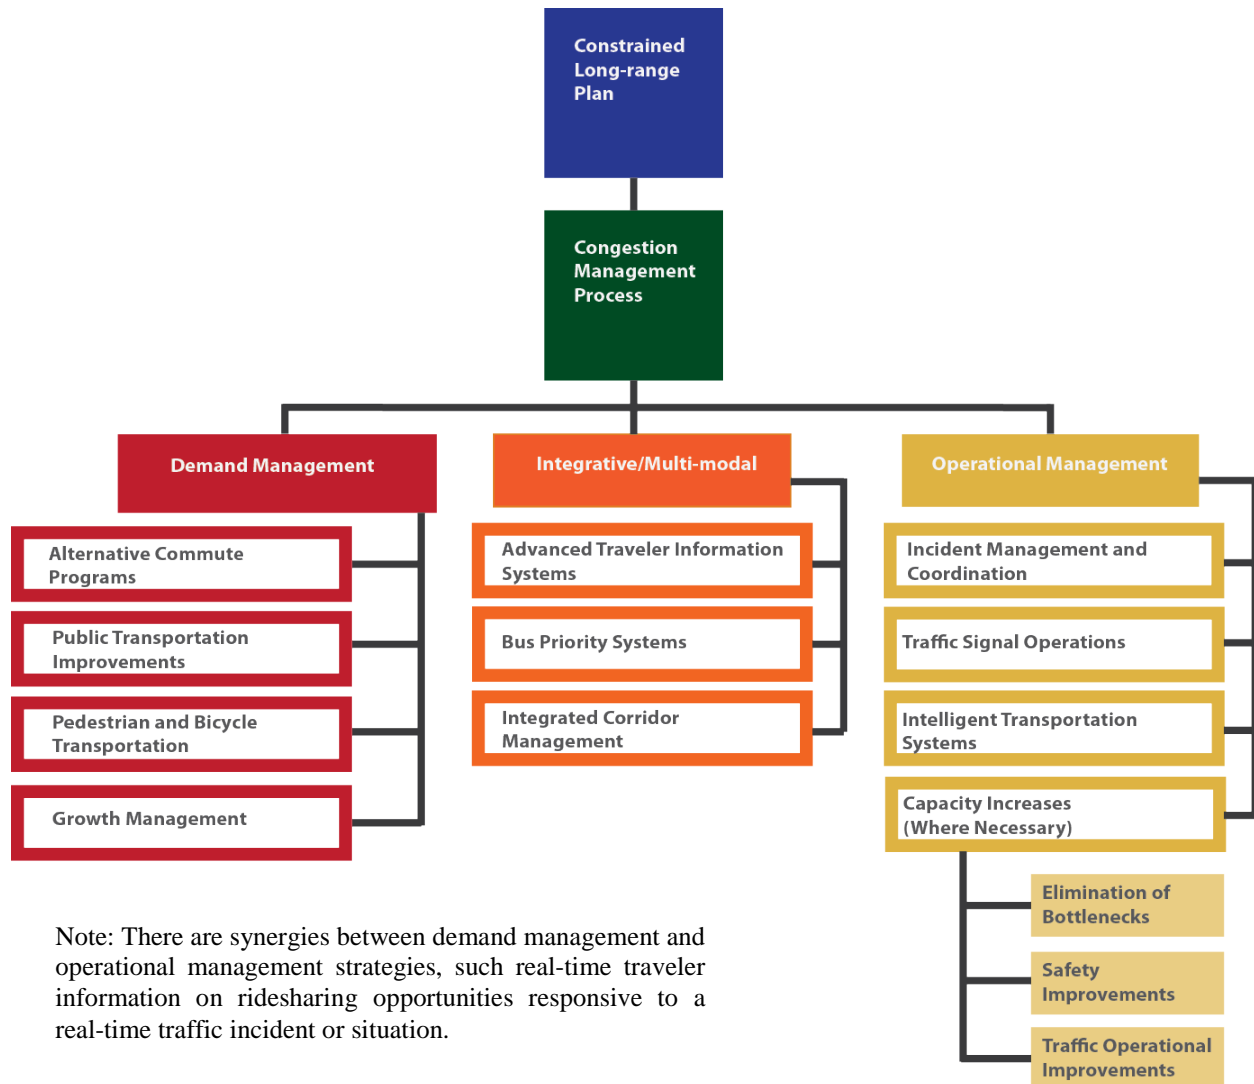 Constrained
Long-range
Plan
Congestion
Management
Process
Demand Management
Integrative/Multi-modal
Operational Management
Alternative Commute
Programs
Public Transportation
Improvements
Pedestrian and Bicycle
Transportation
Growth Management
Advanced Traveler Information
Systems
Bus Priority Systems
Integrated Corridor
Management
Incident Management and
Coordination
Traffic Signal Operations
Intelligent Transportation
Systems
Capacity Increases
(Where Necessary)
Elimination of
Bottlenecks
Safety
Improvements
Traffic Operational
Improvements
Note: There are synergies between demand management and
operational management strategies, such real-time traveler
information on ridesharing opportunities responsive to a
real-time traffic incident or situation.